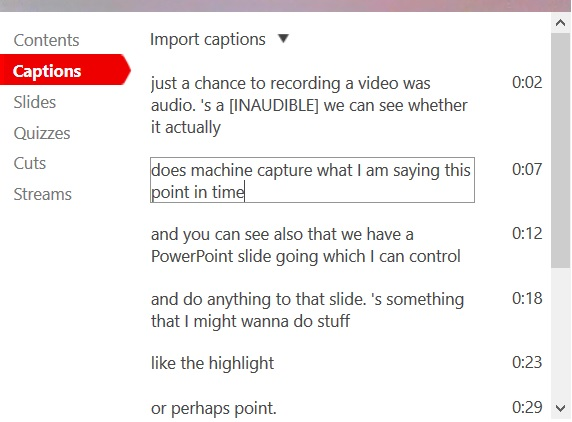 Contents
Captions
Slides
Quizzes
Cuts
Streams
Import captions
just a chance to recording a video was 0:02
audio. 's a [INAUDIBLE] we can see whether
it actually
does machine capture what I am saying this 0:07
point in time
and you can see also that we have a 0:12
PowerPoint slide going which I can control
and do anything to that slide. 's something 0:18
that I might wanna do stuff
like the highlight 0:23
or perhaps point. 0:29